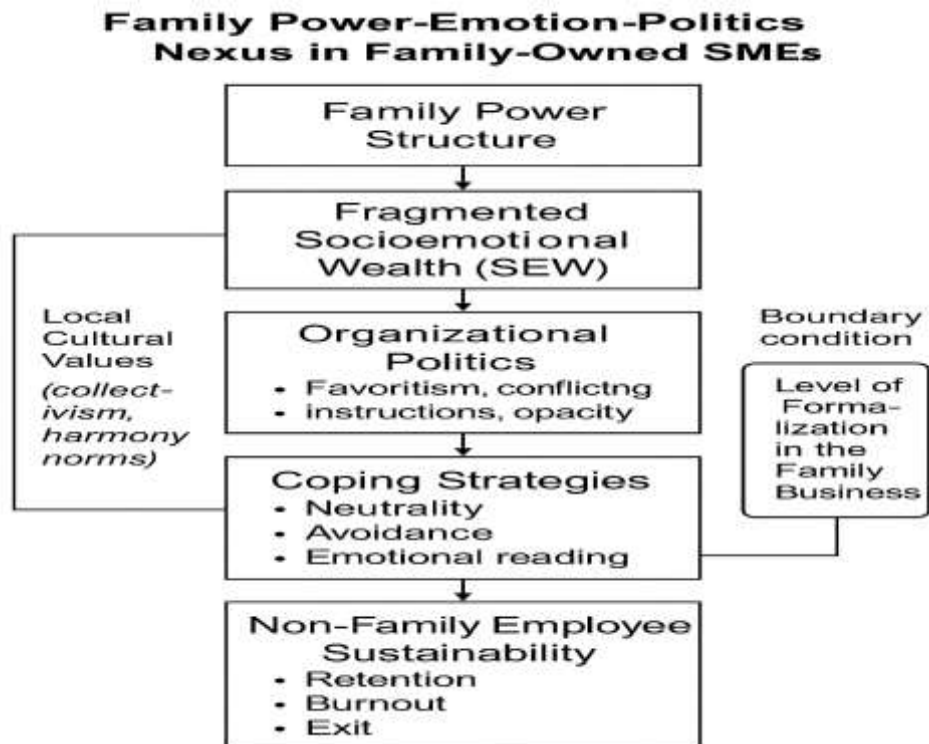 Family Power-Emotion-Politics
Nexus in Family-Owned SMEs
Family Power
Structure
Fragmented
Socioemotional
Wealth (SEW)
Organizational
Politics
• Favoritism, conflictng
• instructions, opacity
Local
Cultural
Values
(collect-
ivism,
harmony
norms)
Boundary
condition
Level of
Forma-
lization
in the
Family
Business
Coping Strategies
• Neutrality
• Avoidance
• Emotional reading
Non-Family Employee
Sustainability
• Retention
• Burnout
• Exit